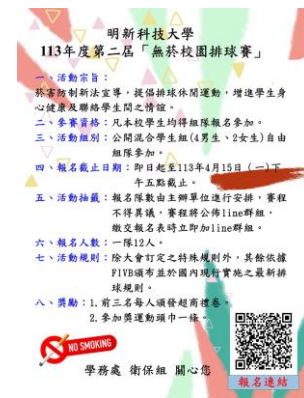 明新科技大學
113年度第二屆「無菸校園排球賽」
一、活動宗旨：
菸害防制新法宣導，提倡排球休閒運動，增進學生身
心健康及聯絡學生間之情誼。
二、參賽資格：凡本校學生均得組隊報名參加。
三、活動組別：公開混合學生組(4男生、2女生)自由
組隊參加。
四、報名截止日期：即日起至113年4月15日（一)下
午五點截止。
五、活動抽籤：報名隊數由主辦單位進行安排，賽程
不得異議，賽程將公佈line群組，
繳交報名表時立即加line群組。
六、報名人數：一隊12人。
七、活動規則：除大會訂定之特殊規則外，其餘依據
FIVB頒布並於國內現行實施之最新排
球規則。
八、獎勵：1.前三名每人頒發超商禮卷。
2.參加獎運動頭巾一條。
NO SMOKING
學務處 衛保組 關心您
報名連結